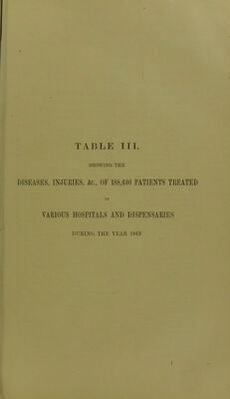 TABLE III.
SHOWING THE
DISEASES, INJURIES, &c., OF 188,630 PATIENTS TREATED
IN
VARIOUS HOSPITALS AND DISPENSARIES
DURING THE YEAR 1869